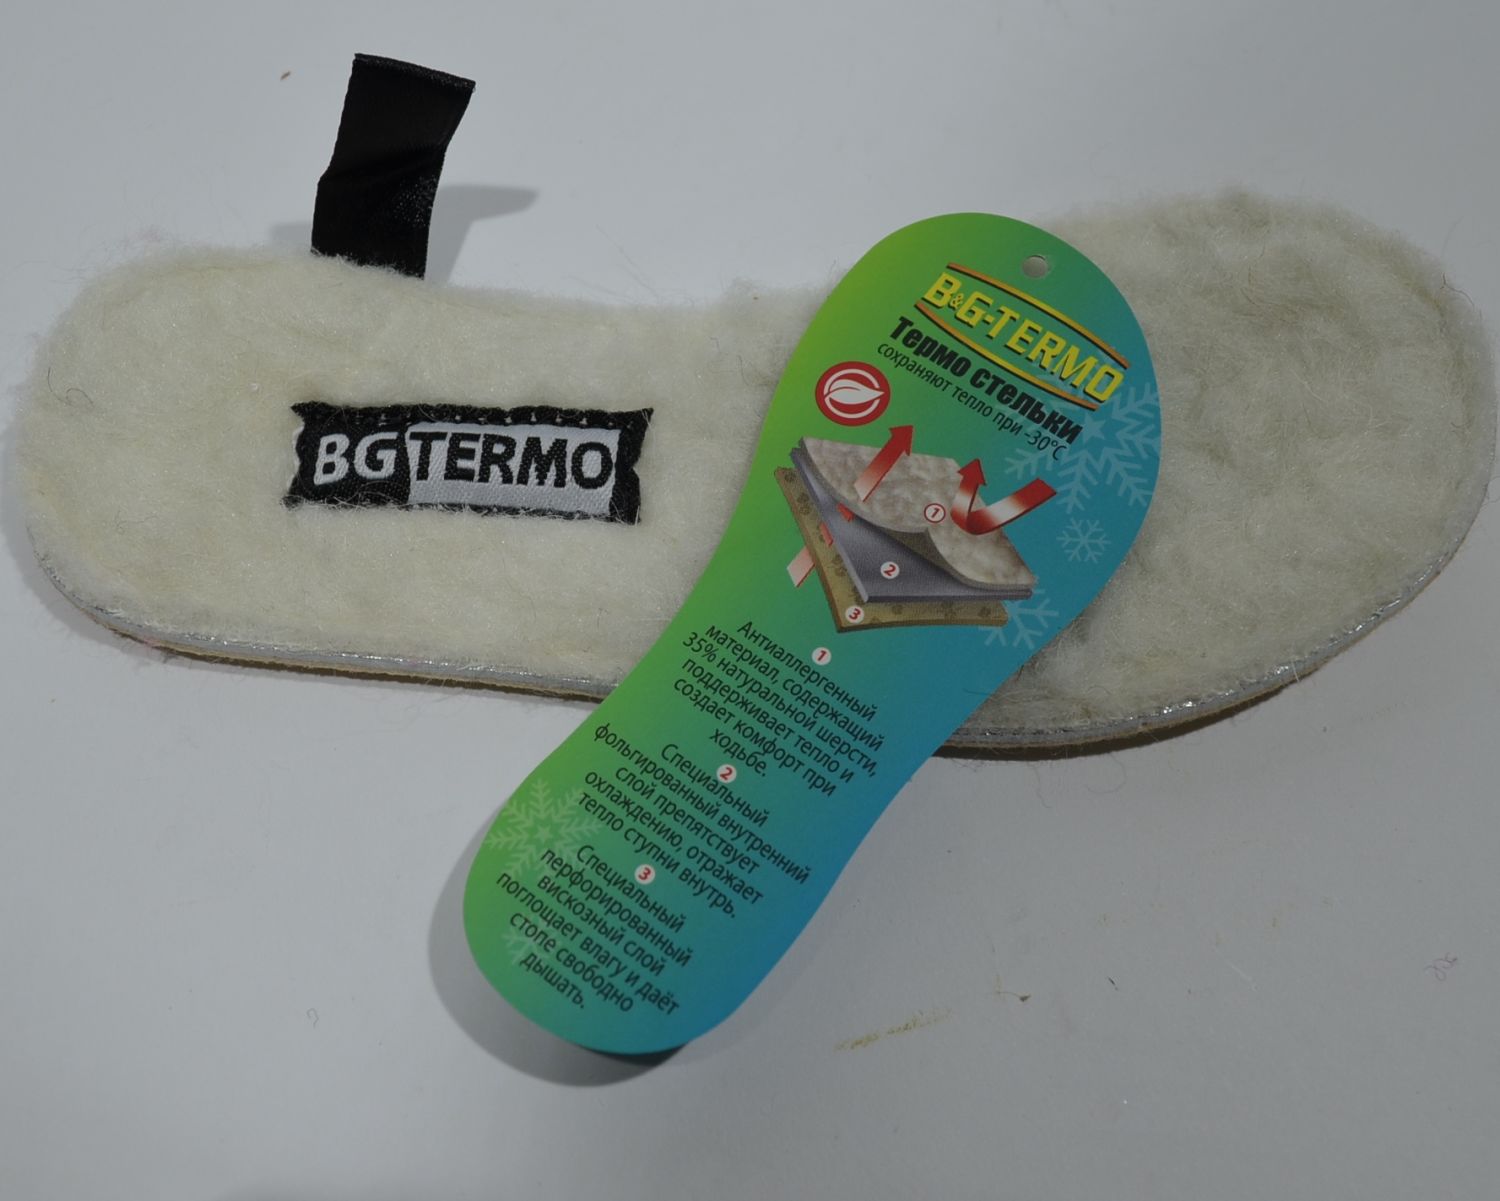 BG TERMO
B&G-TERMO
Термо стельки
сохраняют тепло при -30°C
1
2
3
1
Антиаллергенный
материал, содержащий
35% натуральной шерсти,
поддерживает тепло и
создает комфорт при
ходьбе.
2
Специальный
фольгированный внутренний
слой препятствует
охлаждению, отражает
тепло ступни внутрь.
3
Специальный
перфорированный
вискозный слой
поглощает влагу и даёт
стопе свободно
дышать.